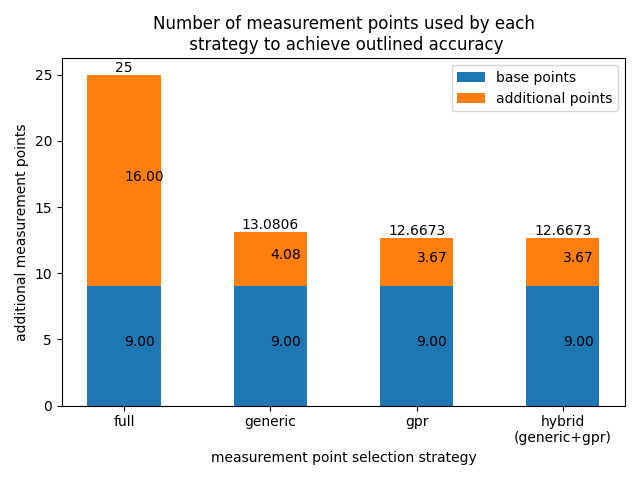 Number of measurement points used by each
strategy to achieve outlined accuracy
25
base points
additional points
25
20
15
10
5
0
additional measurement points
16.00
13.0806
12.6673
12.6673
4.08
3.67
3.67
9.00
9.00
9.00
9.00
full
generic
gpr
hybrid
(generic+gpr)
measurement point selection strategy